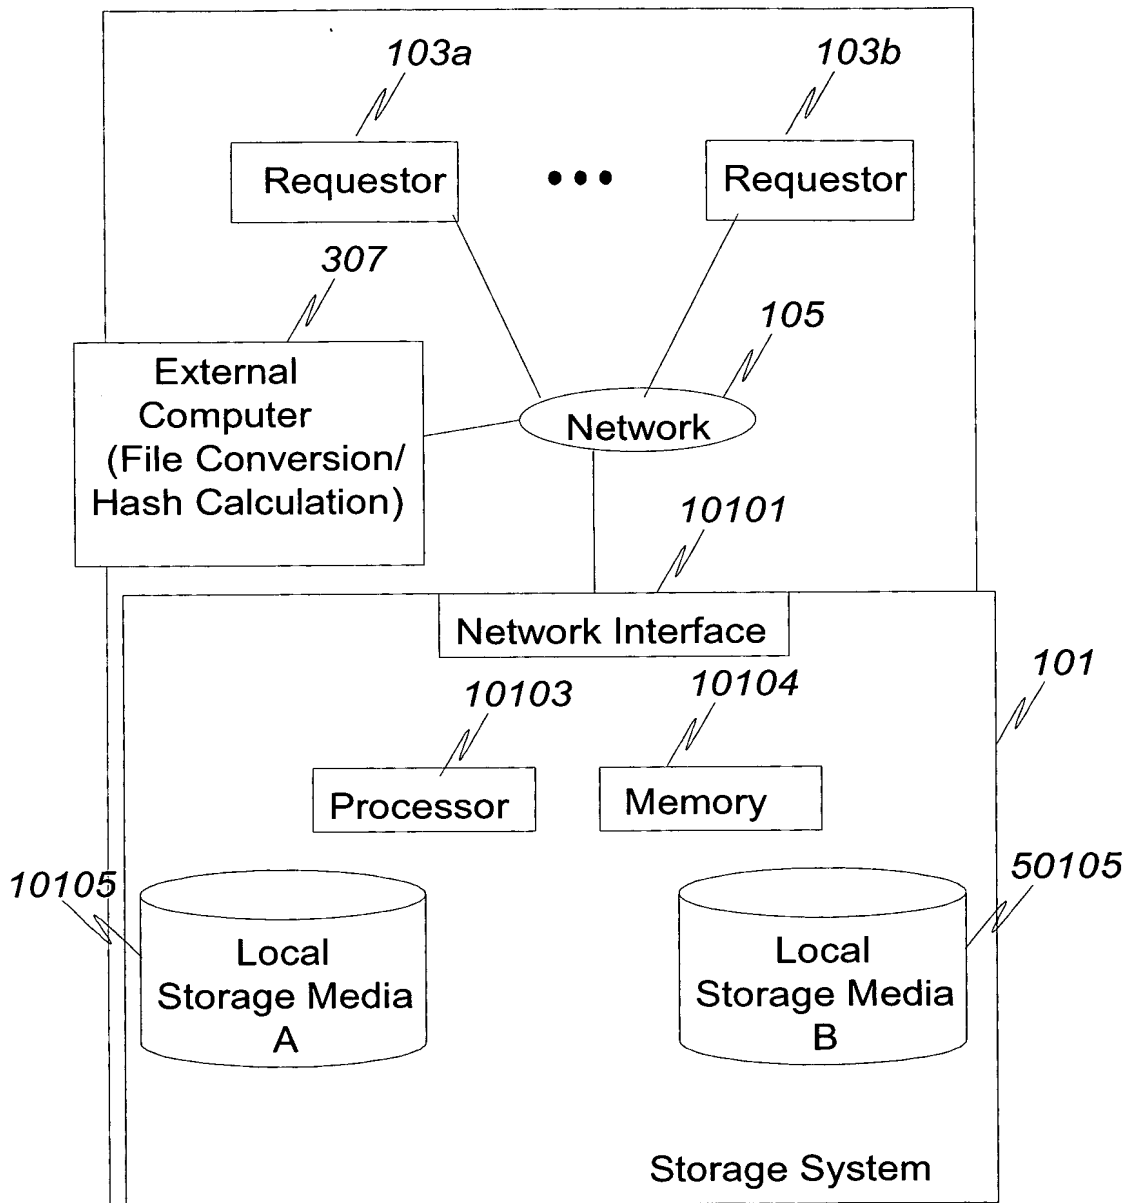 103a
103b
Requestor
•••
Requestor
307
105
External
Computer
(File Conversion/
Hash Calculation)
Network
10101
Network Interface
101
10103
10104
Processor
Memory
10105
50105
Local
Storage Media
A
Local
Storage Media
B
Storage System